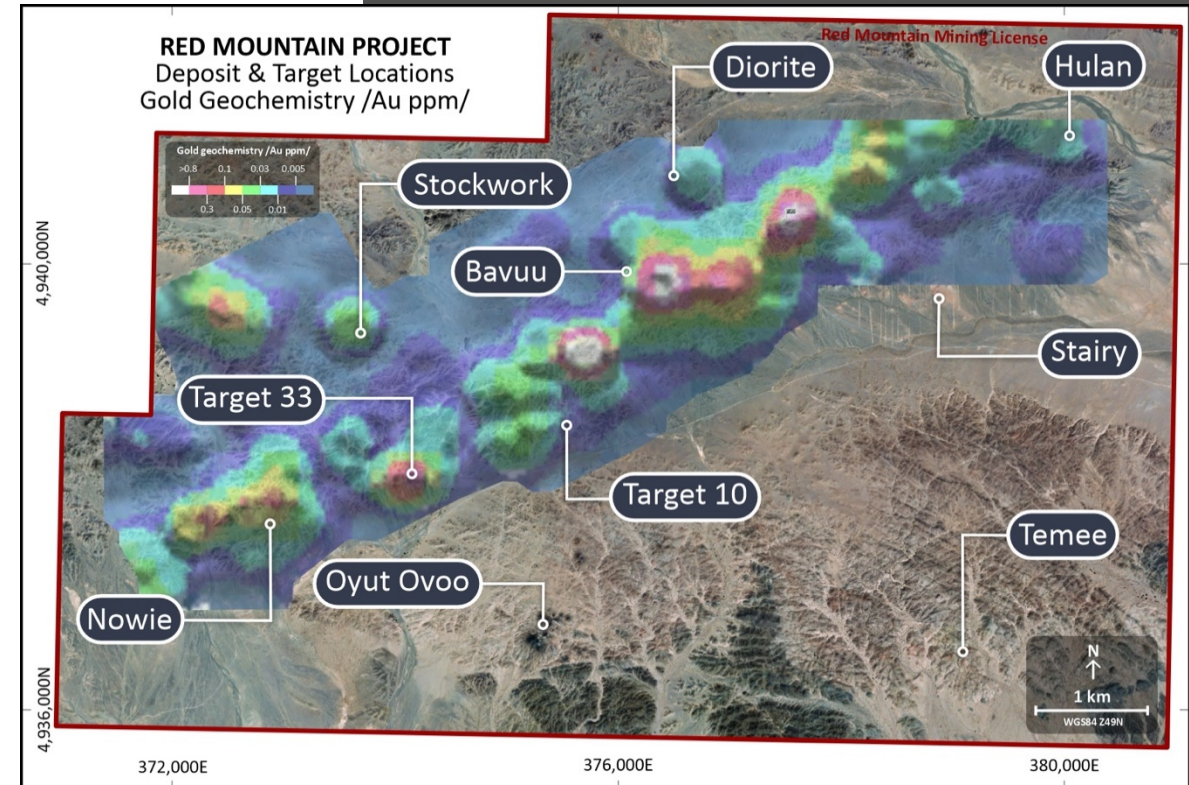 RED MOUNTAIN PROJECT
Deposit & Target Locations
Gold Geochemistry /Au ppm/
Red Mountain Mining License
Gold geochemistry /Au ppm/
>0.8 0.1 0.03 0.005
0.3 0.05 0.01
Diorite
Hulan
Stockwork
Bavuu
Stairy
Target 33
Target 10
Temee
Oyut Ovoo
Nowie
4,940,000N
4,936,000N
N
1 km
WGS84 Z49N
372,000E
376,000E
380,000E